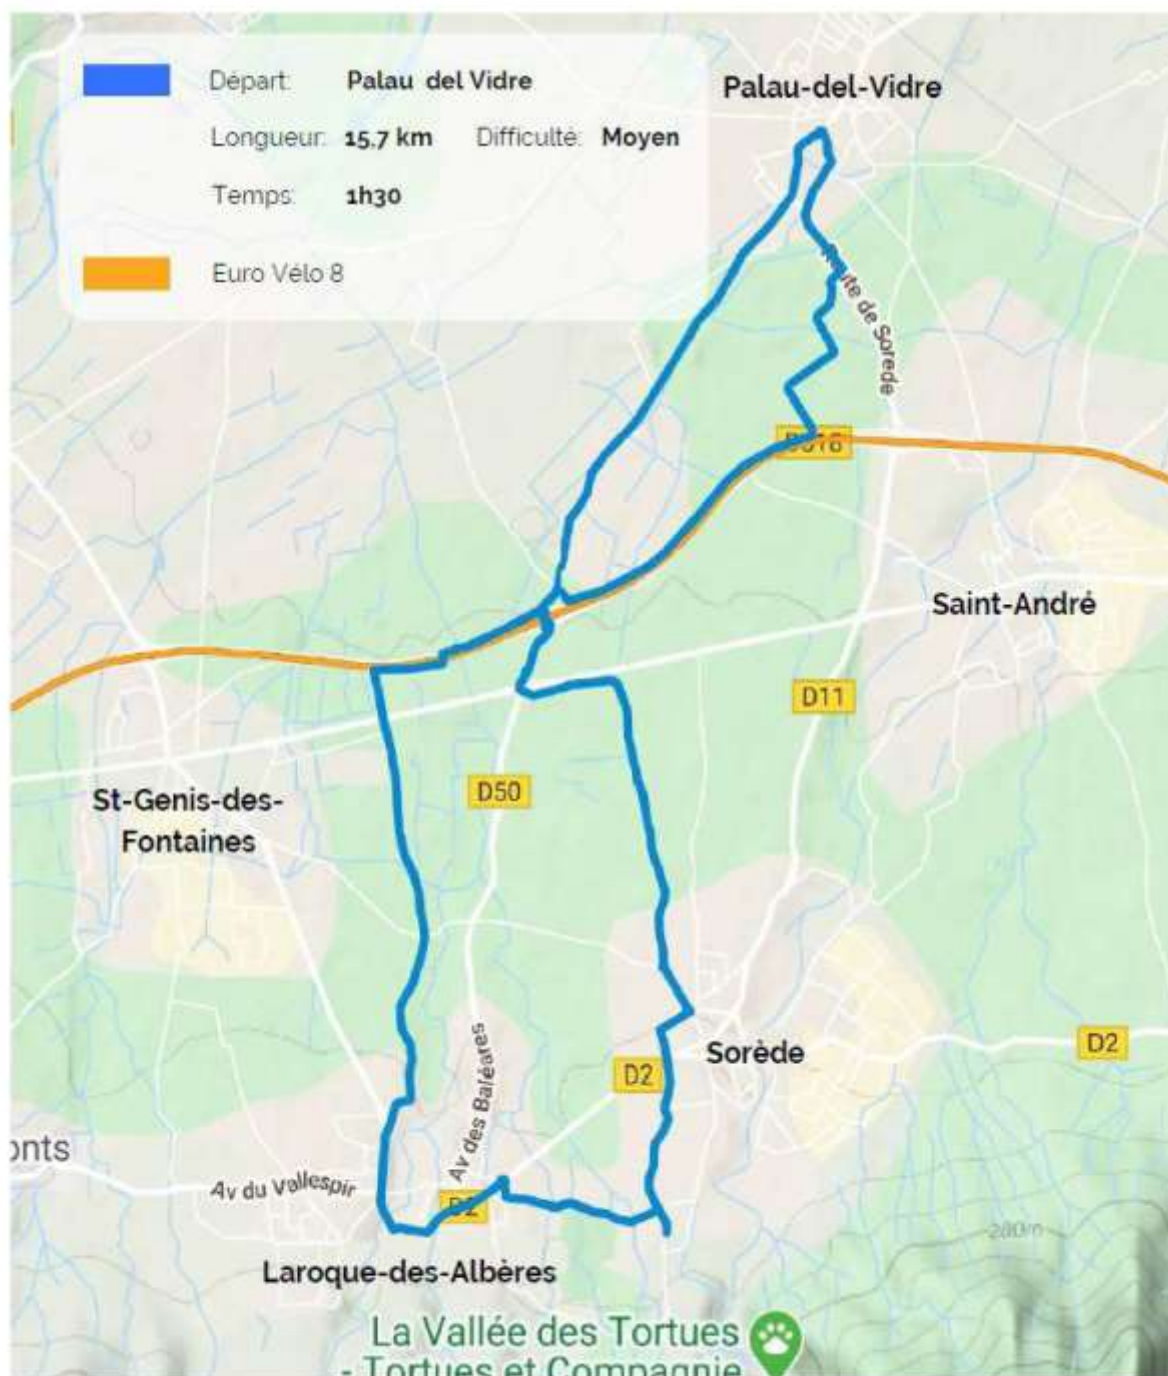 Départ: Palau del Vidre
Longueur: 15,7 km Difficulté: Moyen
Temps: 1h30
Euro Vélo 8
Palau-del-Vidre
Route de Sorede
Saint-André
D11
D50
St-Genis-des-
Fontaines
Sorède
D2
D2
Av des Baléares
onts
Av du Vallespir
D2
Laroque-des-Albères
280m
La Vallée des Tortues
- Tortues et Compagnie